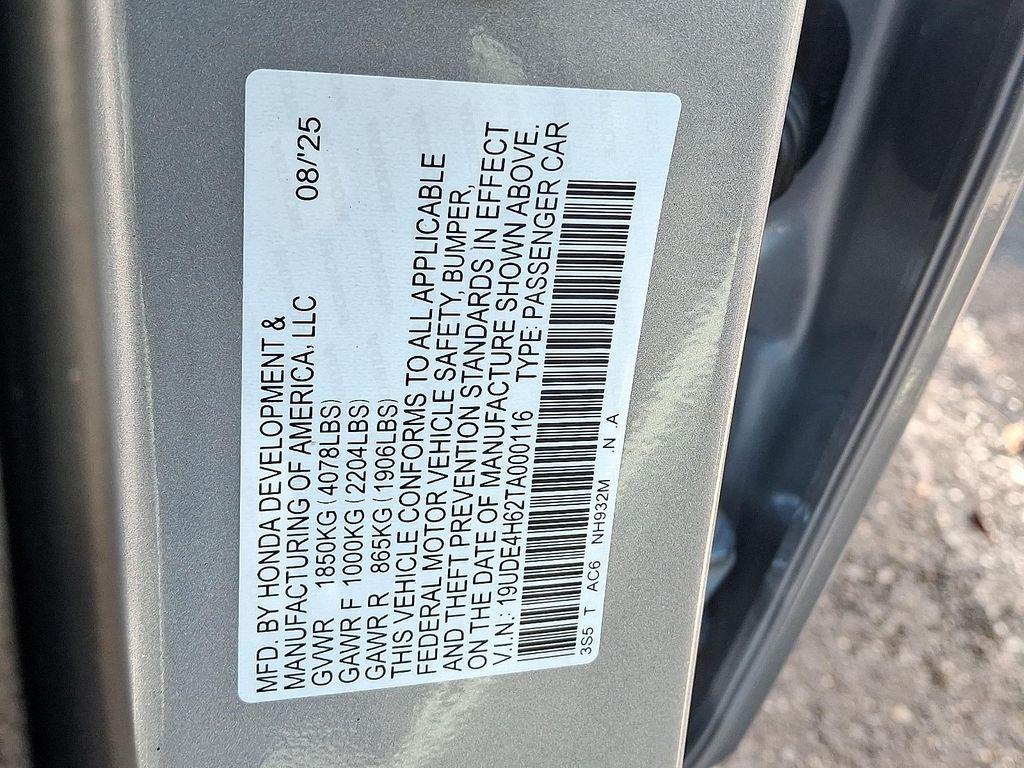 MFD. BY HONDA DEVELOPMENT &
MANUFACTURING OF AMERICA, LLC 08/'25
GVWR 1850KG 4078LBS)
GAWR F 1000KG (2204LBS)
GAWR R 865KG (1906LBS)
THIS VEHICLE CONFORMS TO ALL APPLICABLE
FEDERAL MOTOR VEHICLE SAFETY, BUMPER,
AND THEFT PREVENTION STANDARDS IN EFFECT
ON THE DATE OF MANUFACTURE SHOWN ABOVE.
V.I.N.: 19UDE4H62TA000116 TYPE: PASSENGER CAR
3S5 T AC6 NH932M .N .A